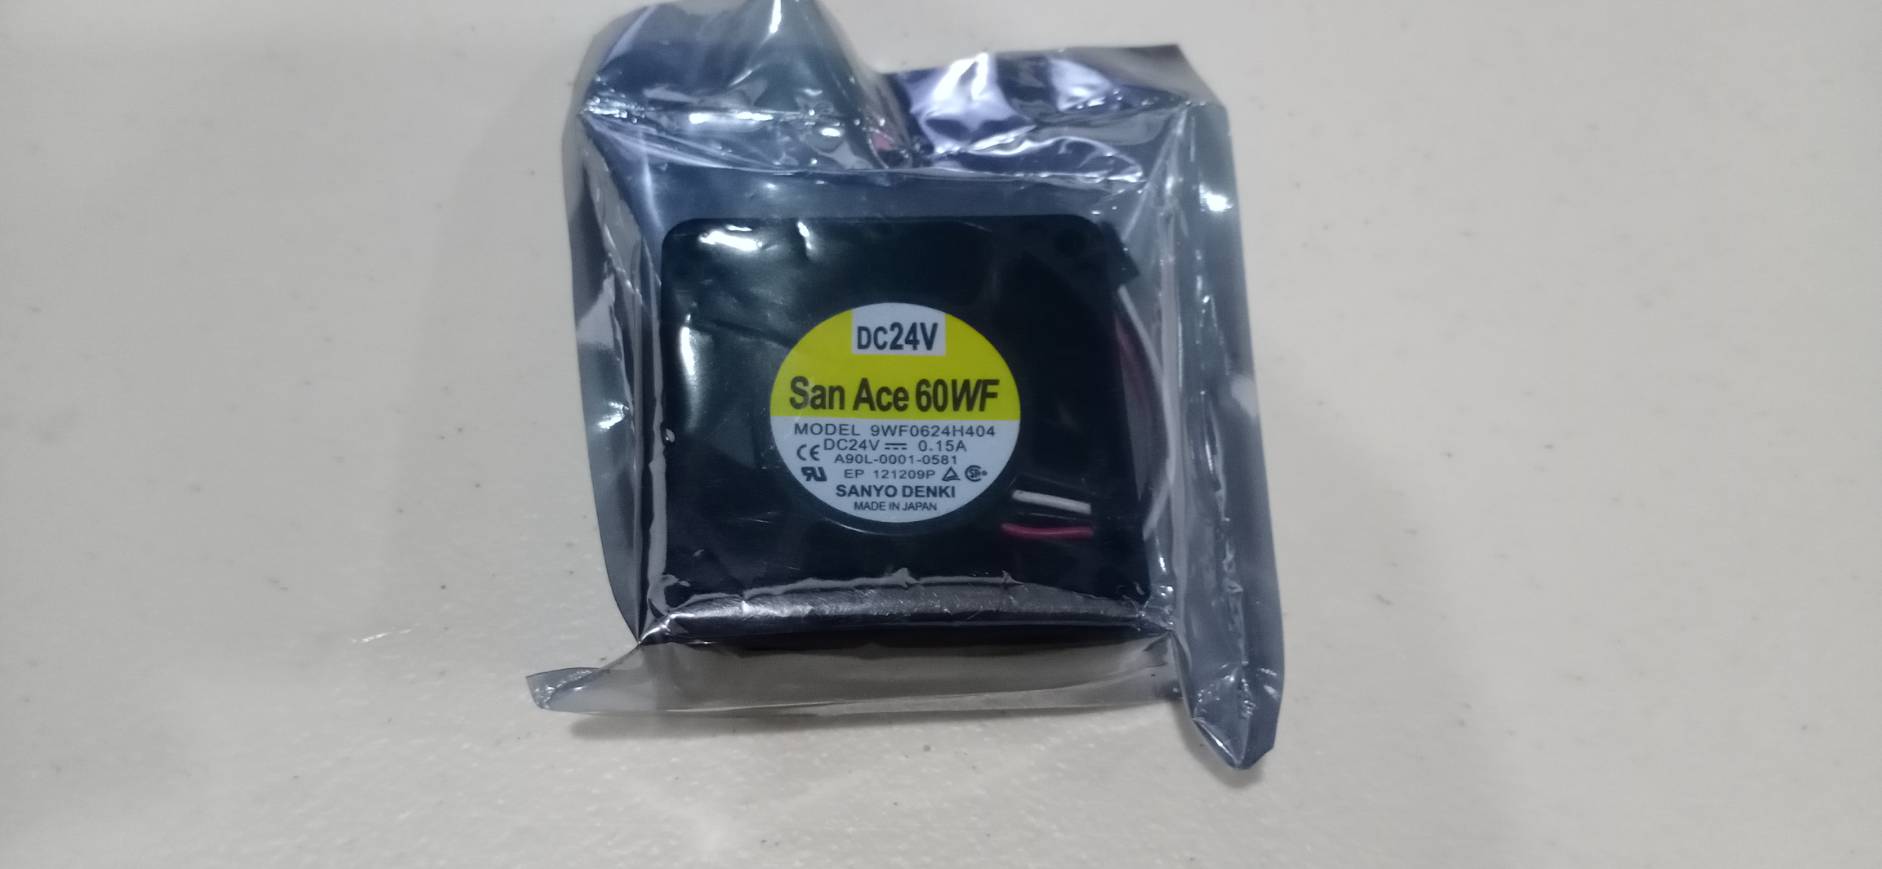 DC24V
San Ace 60WF
MODEL 9WF0624H404
DC24V 0.15A
CE A90L-0001-0581
EP 121209P
SANYO DENKI
MADE IN JAPAN